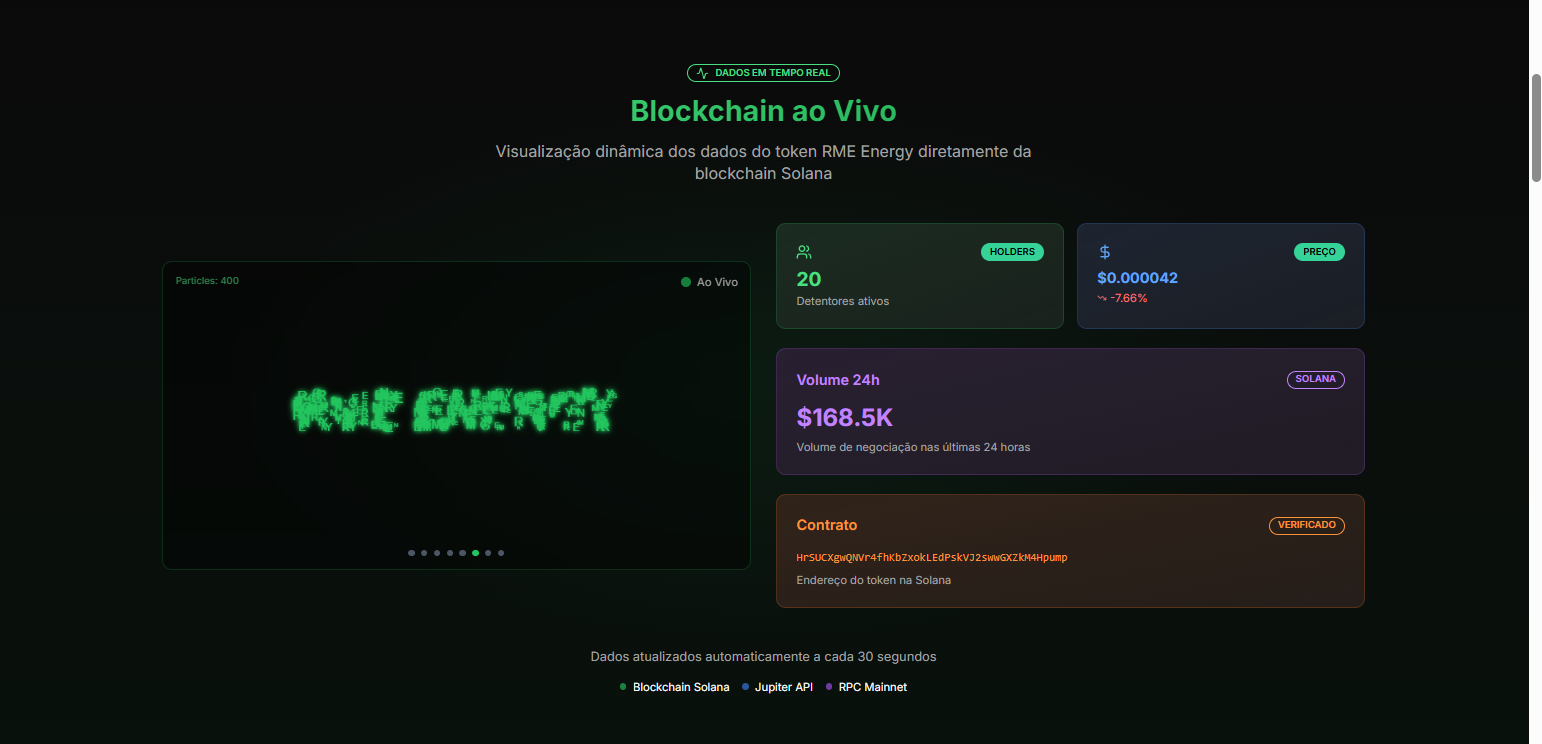 DADOS EM TEMPO REAL
Blockchain ao Vivo
Visualização dinâmica dos dados do token RME Energy diretamente da
blockchain Solana
Particles: 400
Ao Vivo
HOLDERS
20
Detentores ativos
PREÇO
$0.000042
-7.66%
Volume 24h
SOLANA
$168.5K
Volume de negociação nas últimas 24 horas
Contrato
VERIFICADO
HrSUCXgwQNVr4fhKbZxokLEdPskVJ2swwGXZkM4Hpump
Endereço do token na Solana
Dados atualizados automaticamente a cada 30 segundos
Blockchain Solana
Jupiter API
RPC Mainnet